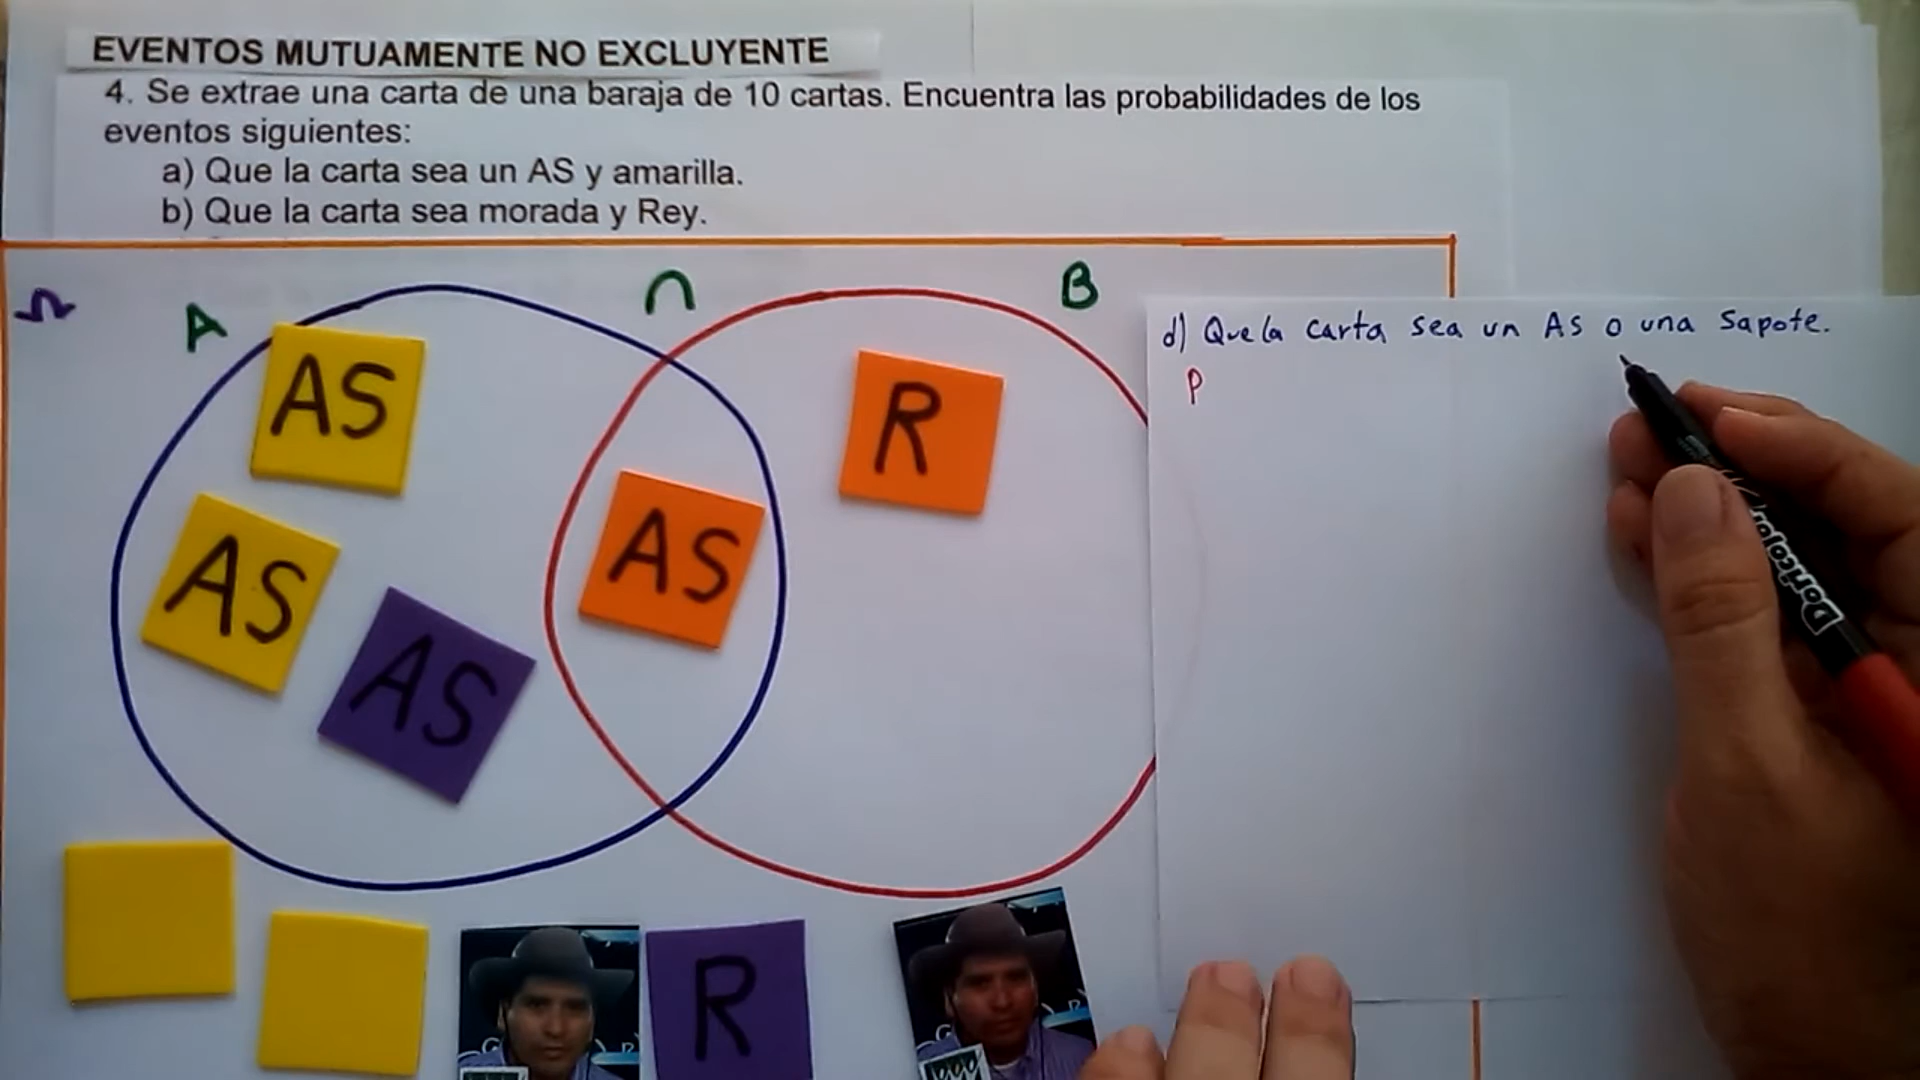 EVENTOS MUTUAMENTE NO EXCLUYENTE
4. Se extrae una carta de una baraja de 10 cartas. Encuentra las probabilidades de los
eventos siguientes:
a) Que la carta sea un AS y amarilla.
b) Que la carta sea morada y Rey.
Ω
A
∩
B
d) Que la carta sea un AS o una Sapote.
P
AS
R
AS
AS
AS
Doricolor
R